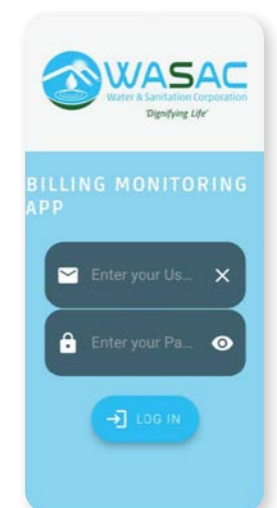 WASAC
Water & Sanitation Corporation
'Dignifying Life'
BILLING MONITORING
APP
Enter your Us...
Enter your Pa...
LOG IN